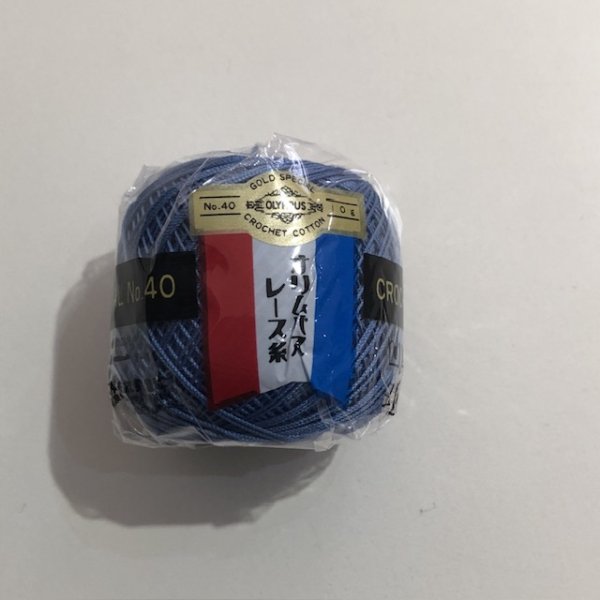 GOLD SPECIAL
No.40 OLYMPUS 10g
CROCHET COTTON
オリムパス
レース糸
No.40
CRO